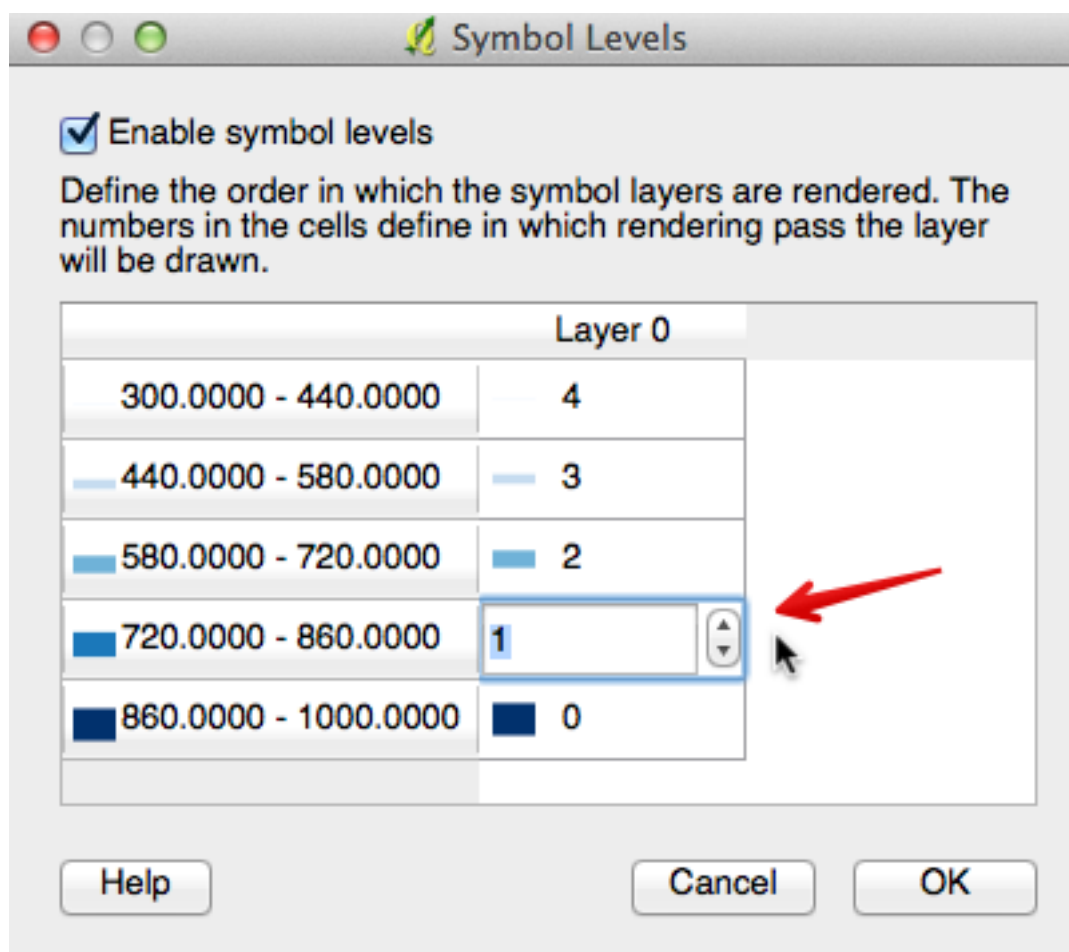 Symbol Levels
Enable symbol levels
Define the order in which the symbol layers are rendered. The
numbers in the cells define in which rendering pass the layer
will be drawn.
Layer 0
300.0000 - 440.0000 4
440.0000 - 580.0000 3
580.0000 - 720.0000 2
720.0000 - 860.0000 1
860.0000 - 1000.0000 0
Help Cancel OK